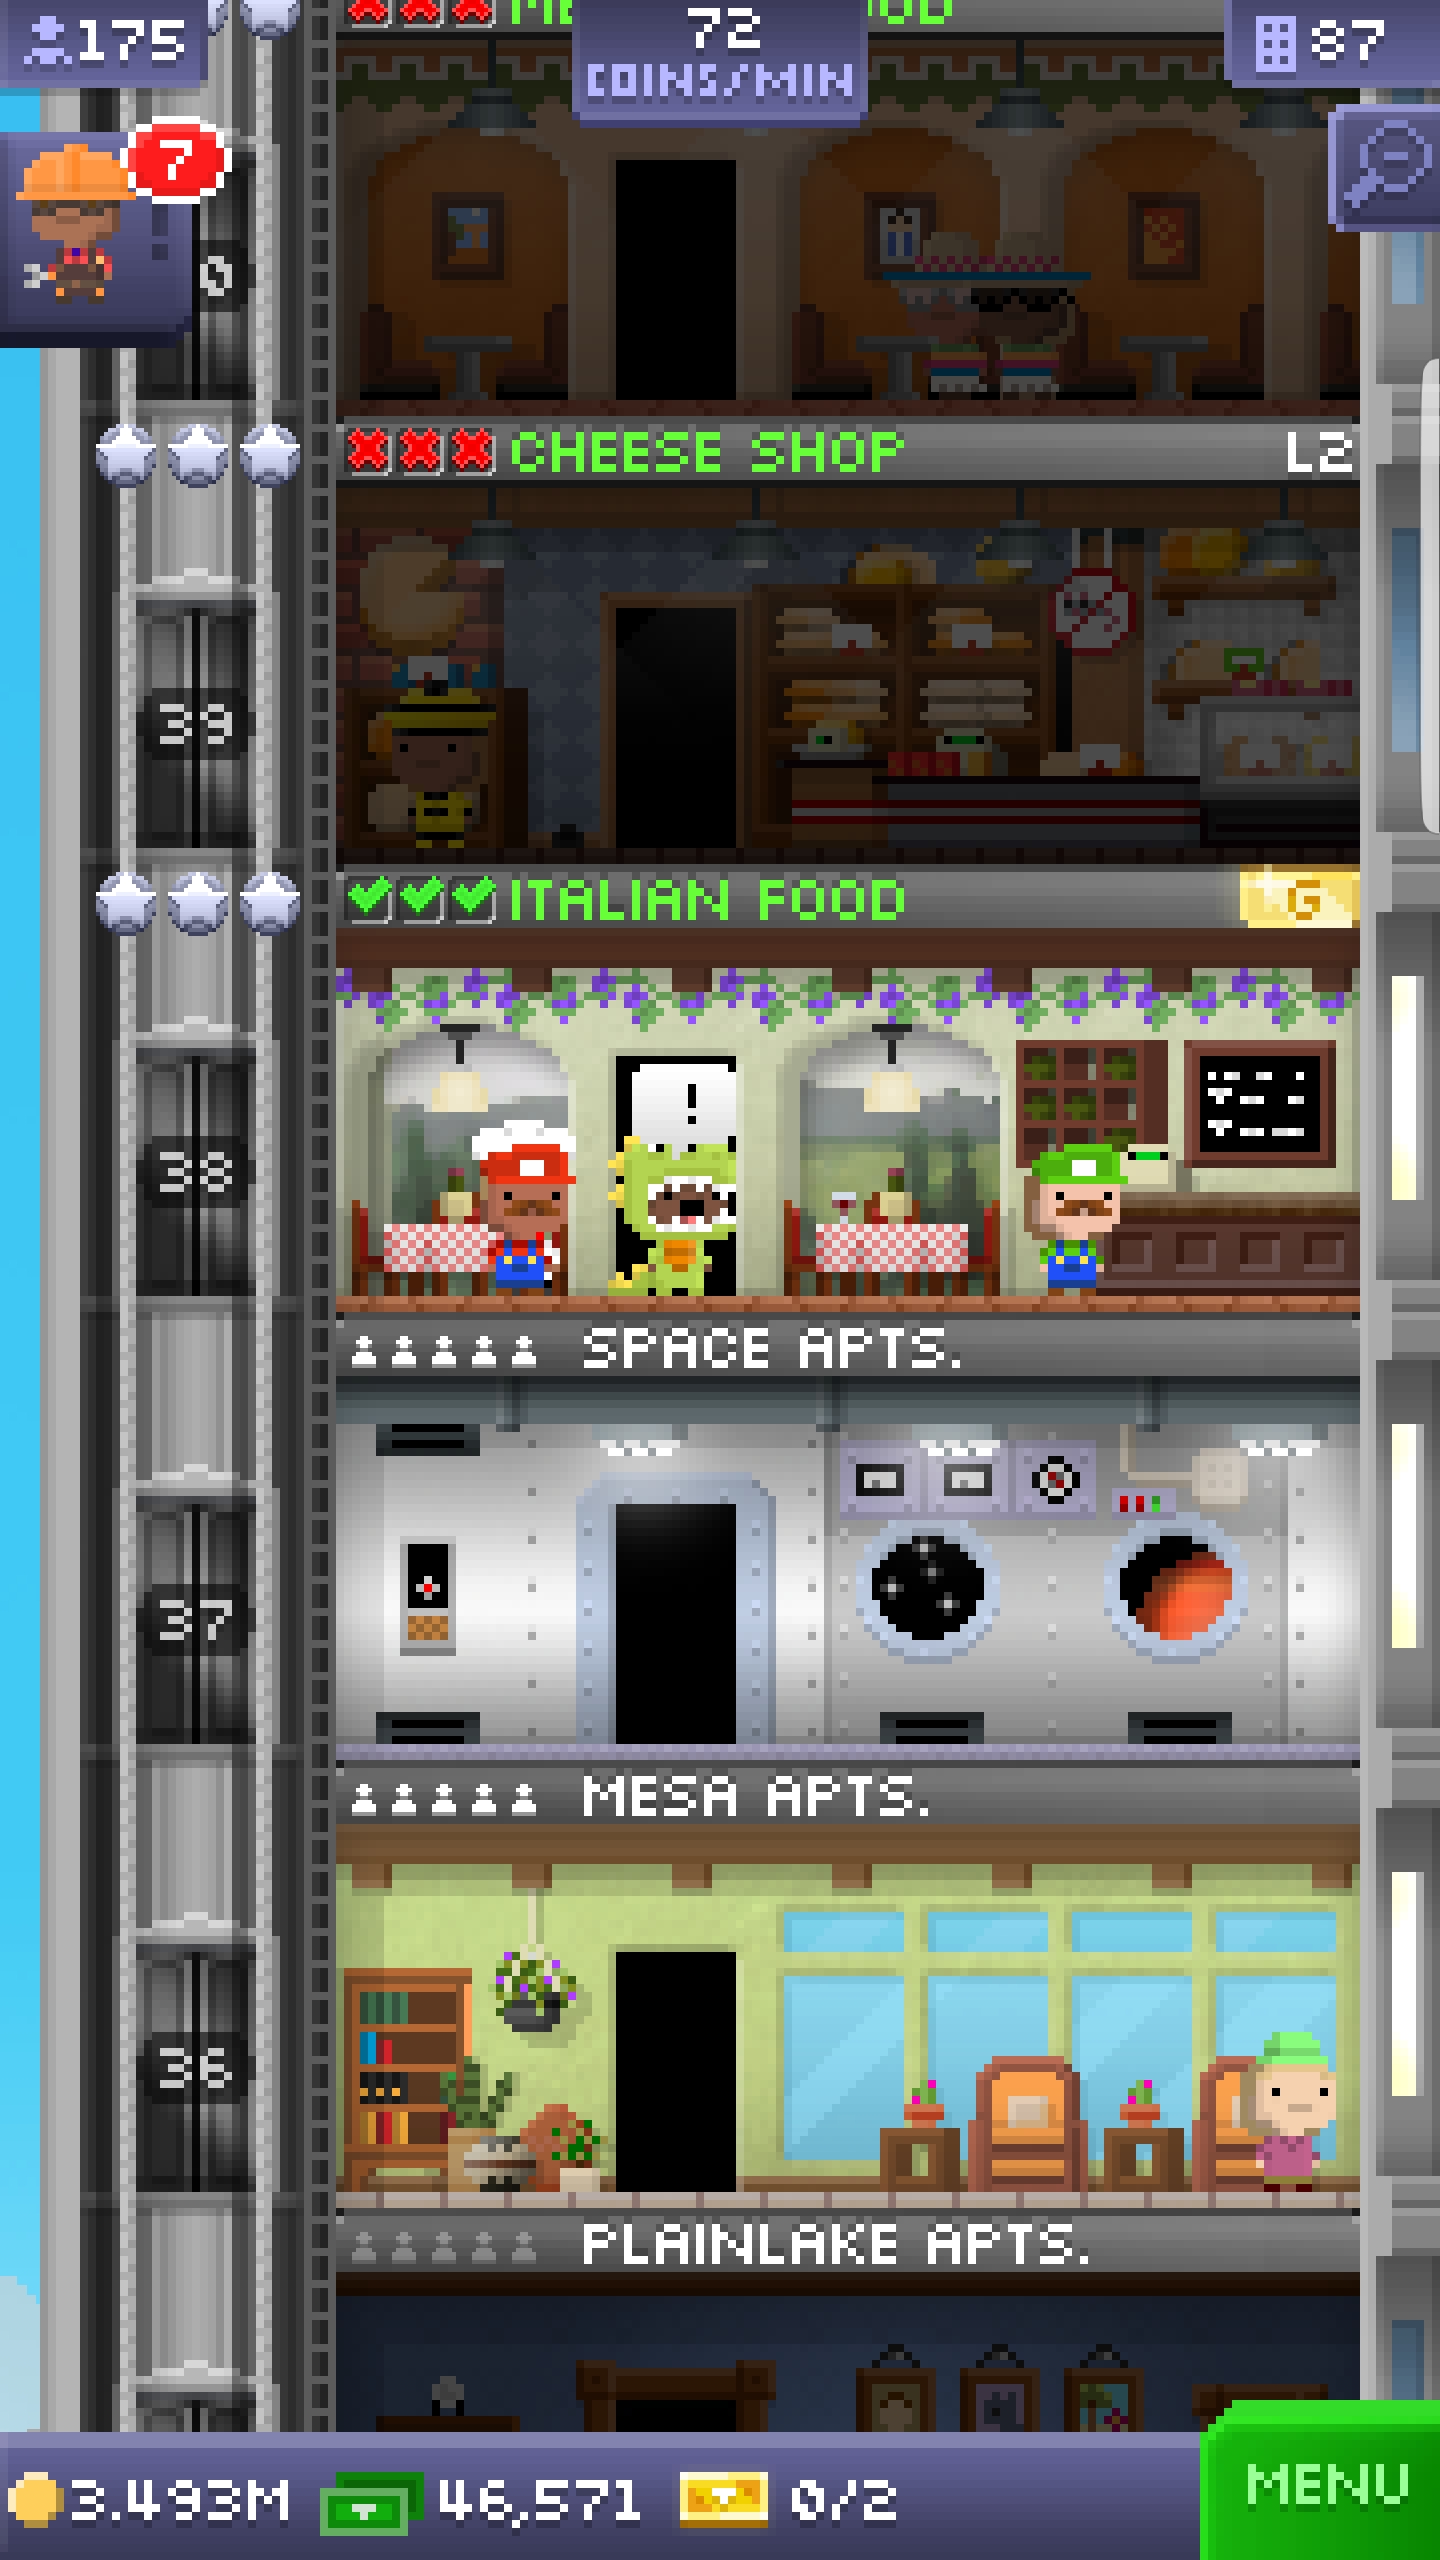 175
72
COINS/MIN
87
7
0
CHEESE SHOP
L2
39
ITALIAN FOOD
G
!
38
SPACE APTS.
37
MESA APTS.
36
PLAINLAKE APTS.
3.493M
46,571
0/2
MENU